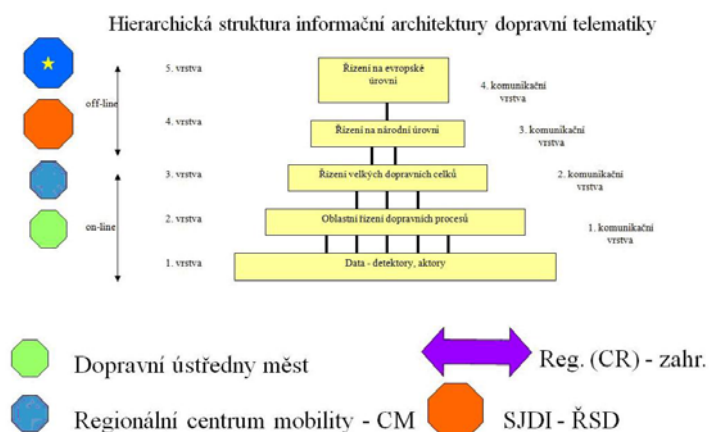 Hierarchická struktura informační architektury dopravní telematiky
5. vrstva
Řízení na evropské
úrovni
4. komunikační
vrstva
off-line
4. vrstva
Řízení na národní úrovni
3. komunikační
vrstva
3. vrstva
Řízení velkých dopravních celků
2. komunikační
vrstva
on-line
2. vrstva
Oblastní řízení dopravních procesů
1. komunikační
vrstva
1. vrstva
Data - detektory, aktory
Dopravní ústředny měst
Reg. (CR) - zahr.
Regionální centrum mobility - CM
SJDI - ŘSD